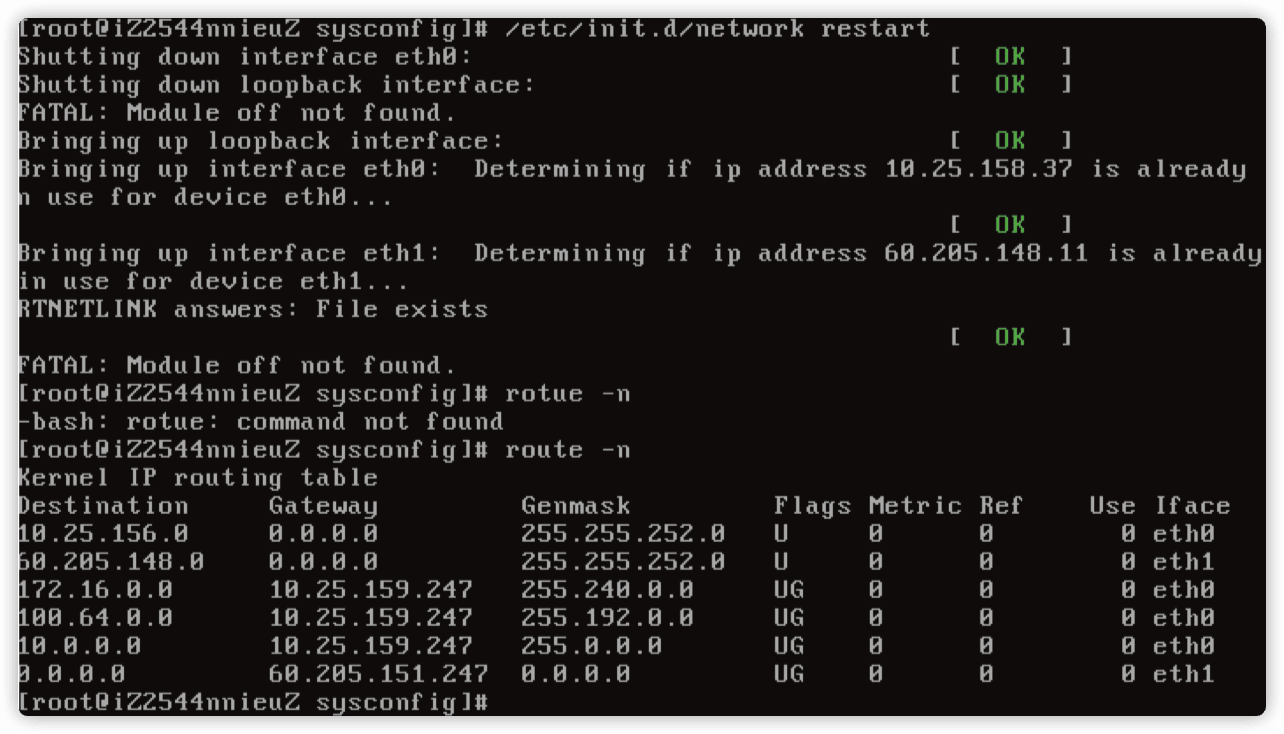 [root@iZ2544nnieuZ sysconfig]# /etc/init.d/network restart
Shutting down interface eth0: [ OK ]
Shutting down loopback interface: [ OK ]
FATAL: Module off not found.
Bringing up loopback interface: [ OK ]
Bringing up interface eth0: Determining if ip address 10.25.158.37 is already
n use for device eth0...
[ OK ]
Bringing up interface eth1: Determining if ip address 60.205.148.11 is already
in use for device eth1...
RTNETLINK answers: File exists
[ OK ]
FATAL: Module off not found.
[root@iZ2544nnieuZ sysconfig]# rotue -n
-bash: rotue: command not found
[root@iZ2544nnieuZ sysconfig]# route -n
Kernel IP routing table
Destination Gateway Genmask Flags Metric Ref Use Iface
10.25.156.0 0.0.0.0 255.255.252.0 U 0 0 0 eth0
60.205.148.0 0.0.0.0 255.255.252.0 U 0 0 0 eth1
172.16.0.0 10.25.159.247 255.240.0.0 UG 0 0 0 eth0
100.64.0.0 10.25.159.247 255.192.0.0 UG 0 0 0 eth0
10.0.0.0 10.25.159.247 255.0.0.0 UG 0 0 0 eth0
0.0.0.0 60.205.151.247 0.0.0.0 UG 0 0 0 eth1
[root@iZ2544nnieuZ sysconfig]#